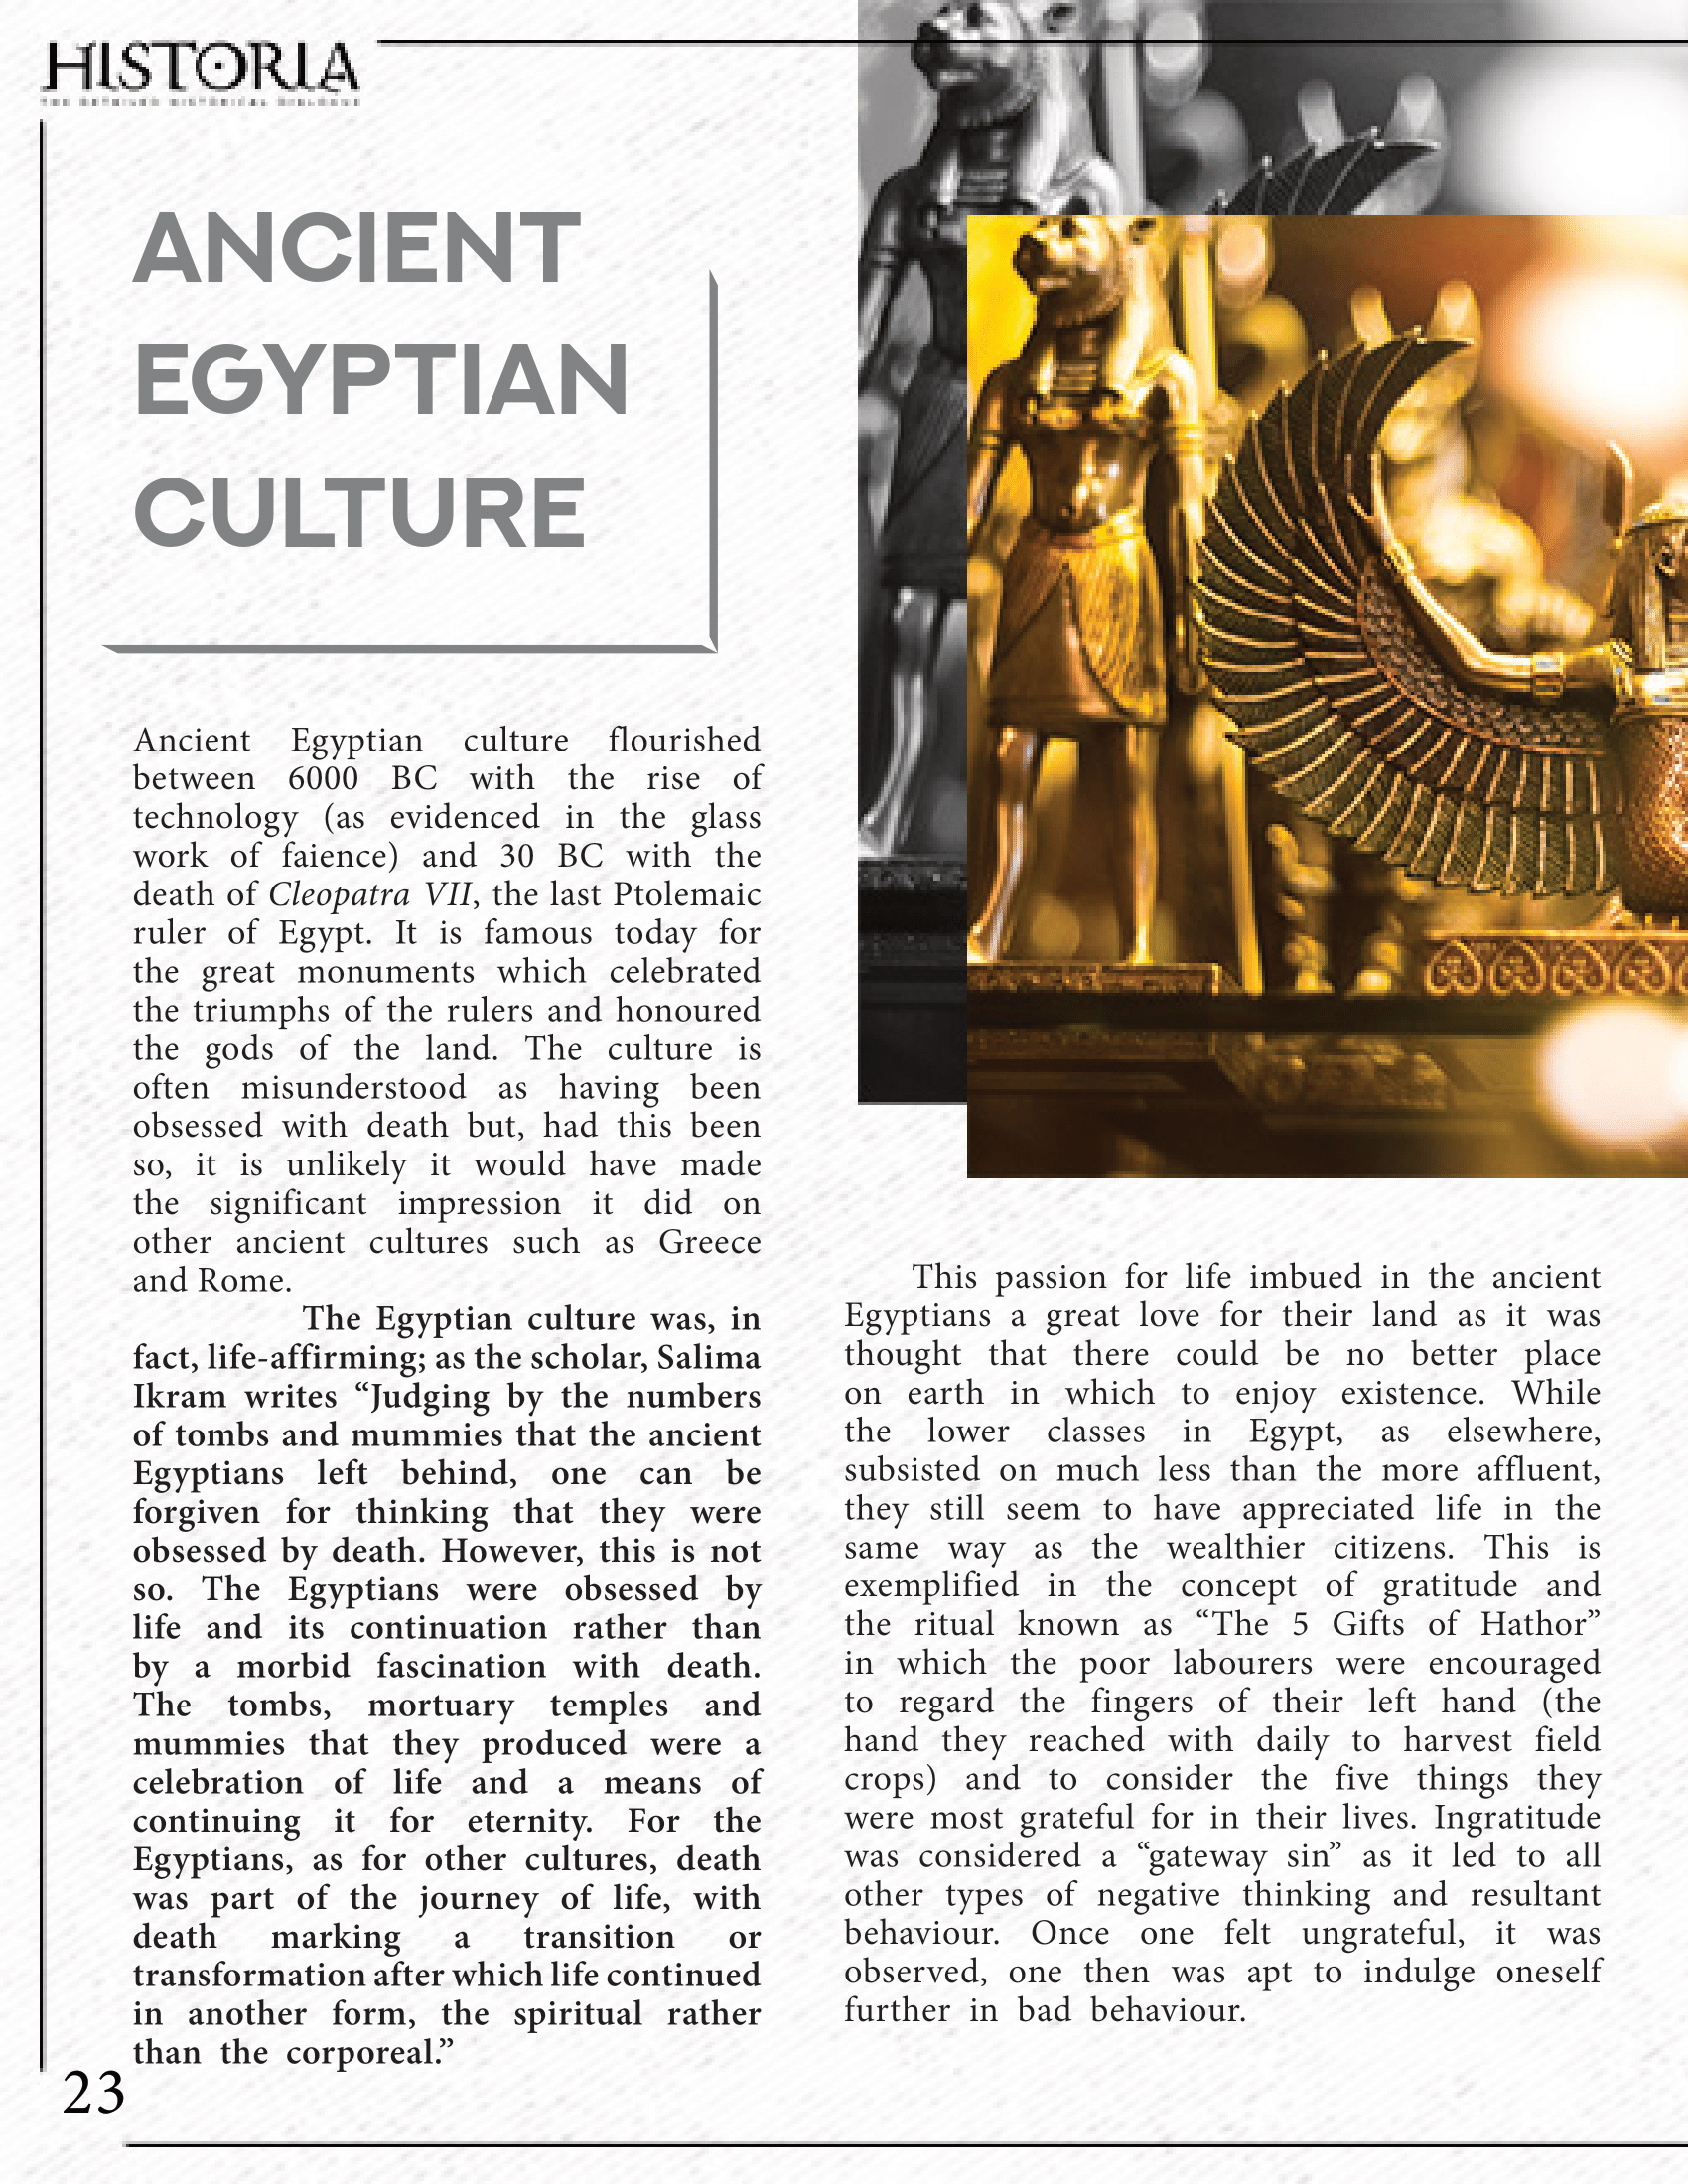 HISTORIA
ANCIENT
EGYPTIAN
CULTURE
Ancient Egyptian culture flourished
between 6000 BC with the rise of
technology (as evidenced in the glass
work of faience) and 30 BC with the
death of Cleopatra VII, the last Ptolemaic
ruler of Egypt. It is famous today for
the great monuments which celebrated
the triumphs of the rulers and honoured
the gods of the land. The culture is
often misunderstood as having been
obsessed with death but, had this been
so, it is unlikely it would have made
the significant impression it did on
other ancient cultures such as Greece
and Rome.
The Egyptian culture was, in
fact, life-affirming; as the scholar, Salima
Ikram writes “Judging by the numbers
of tombs and mummies that the ancient
Egyptians left behind, one can be
forgiven for thinking that they were
obsessed by death. However, this is not
so. The Egyptians were obsessed by
life and its continuation rather than
by a morbid fascination with death.
The tombs, mortuary temples and
mummies that they produced were a
celebration of life and a means of
continuing it for eternity. For the
Egyptians, as for other cultures, death
was part of the journey of life, with
death marking a transition or
transformation after which life continued
in another form, the spiritual rather
than the corporeal.”
This passion for life imbued in the ancient
Egyptians a great love for their land as it was
thought that there could be no better place
on earth in which to enjoy existence. While
the lower classes in Egypt, as elsewhere,
subsisted on much less than the more affluent,
they still seem to have appreciated life in the
same way as the wealthier citizens. This is
exemplified in the concept of gratitude and
the ritual known as “The 5 Gifts of Hathor”
in which the poor labourers were encouraged
to regard the fingers of their left hand (the
hand they reached with daily to harvest field
crops) and to consider the five things they
were most grateful for in their lives. Ingratitude
was considered a “gateway sin” as it led to all
other types of negative thinking and resultant
behaviour. Once one felt ungrateful, it was
observed, one then was apt to indulge oneself
further in bad behaviour.
23